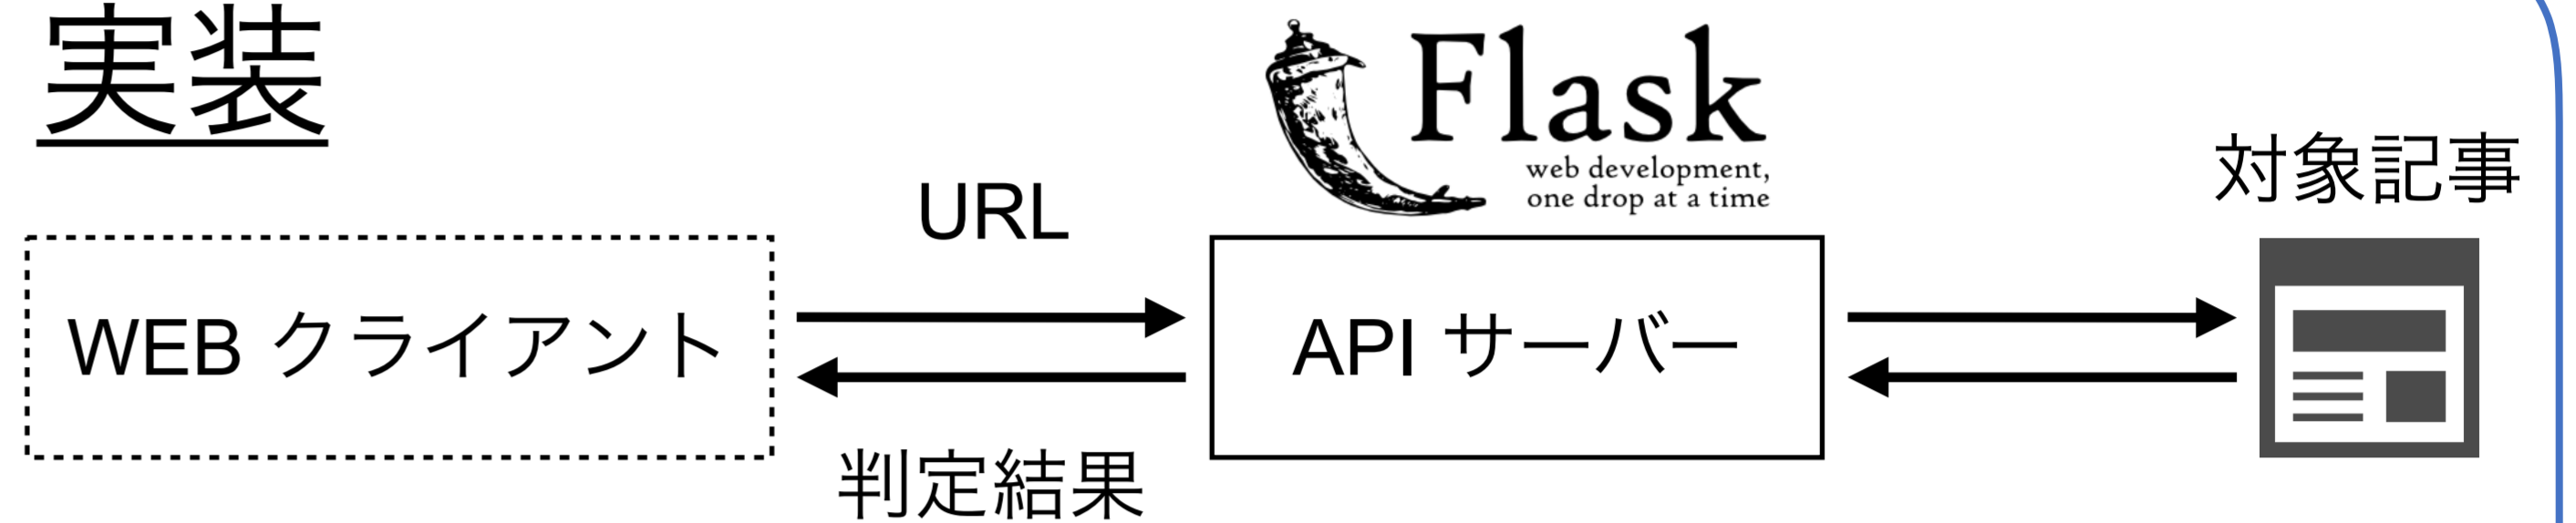 実装
Flask
web development,
one drop at a time
対象記事
URL
WEB クライアント
API サーバー
判定結果